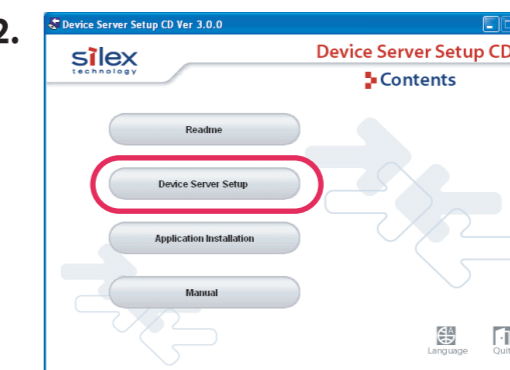 2.
Device Server Setup CD Ver 3.0.0
silex
technology
Device Server Setup CD
Contents
Readme
Device Server Setup
Application Installation
Manual
Language
Quit